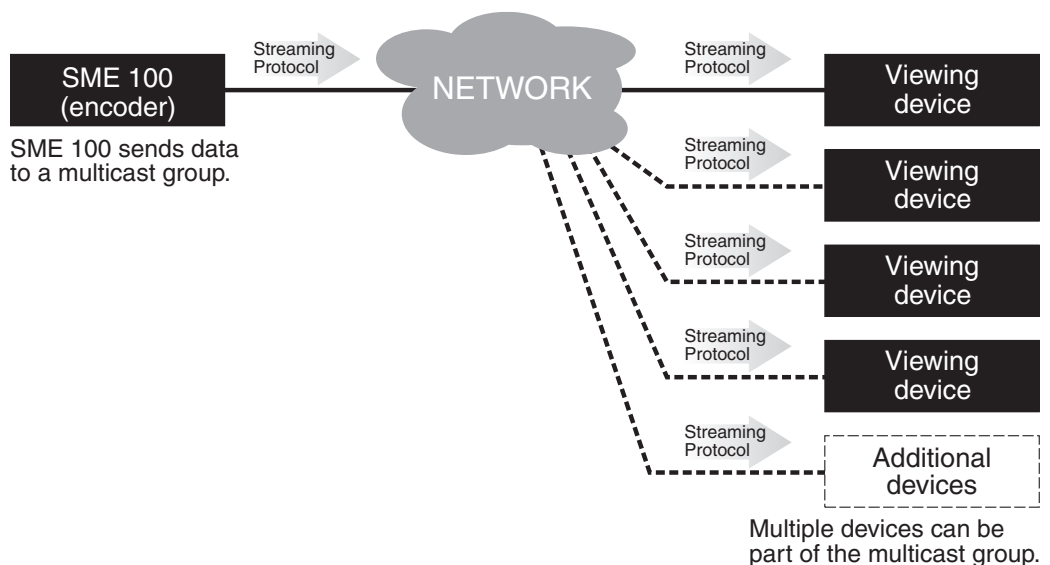 Streaming
Protocol
SME 100
(encoder)
SME 100 sends data
to a multicast group.
NETWORK
Streaming
Protocol
Viewing
device
Streaming
Protocol
Viewing
device
Streaming
Protocol
Viewing
device
Streaming
Protocol
Viewing
device
Streaming
Protocol
Additional
devices
Multiple devices can be
part of the multicast group.